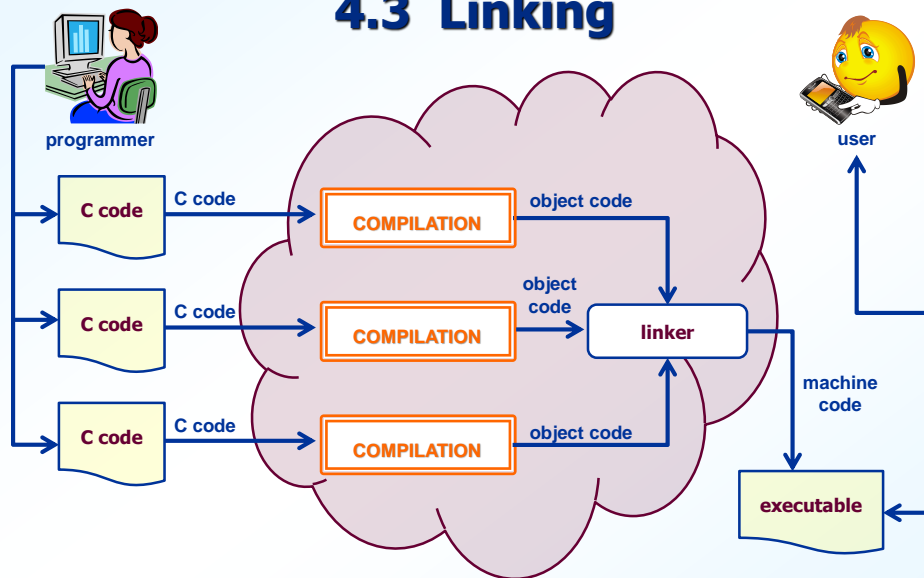 4.3 Linking
programmer
user
C code
C code
COMPILATION
object code
C code
C code
COMPILATION
object
code
linker
machine
code
C code
C code
COMPILATION
object code
executable